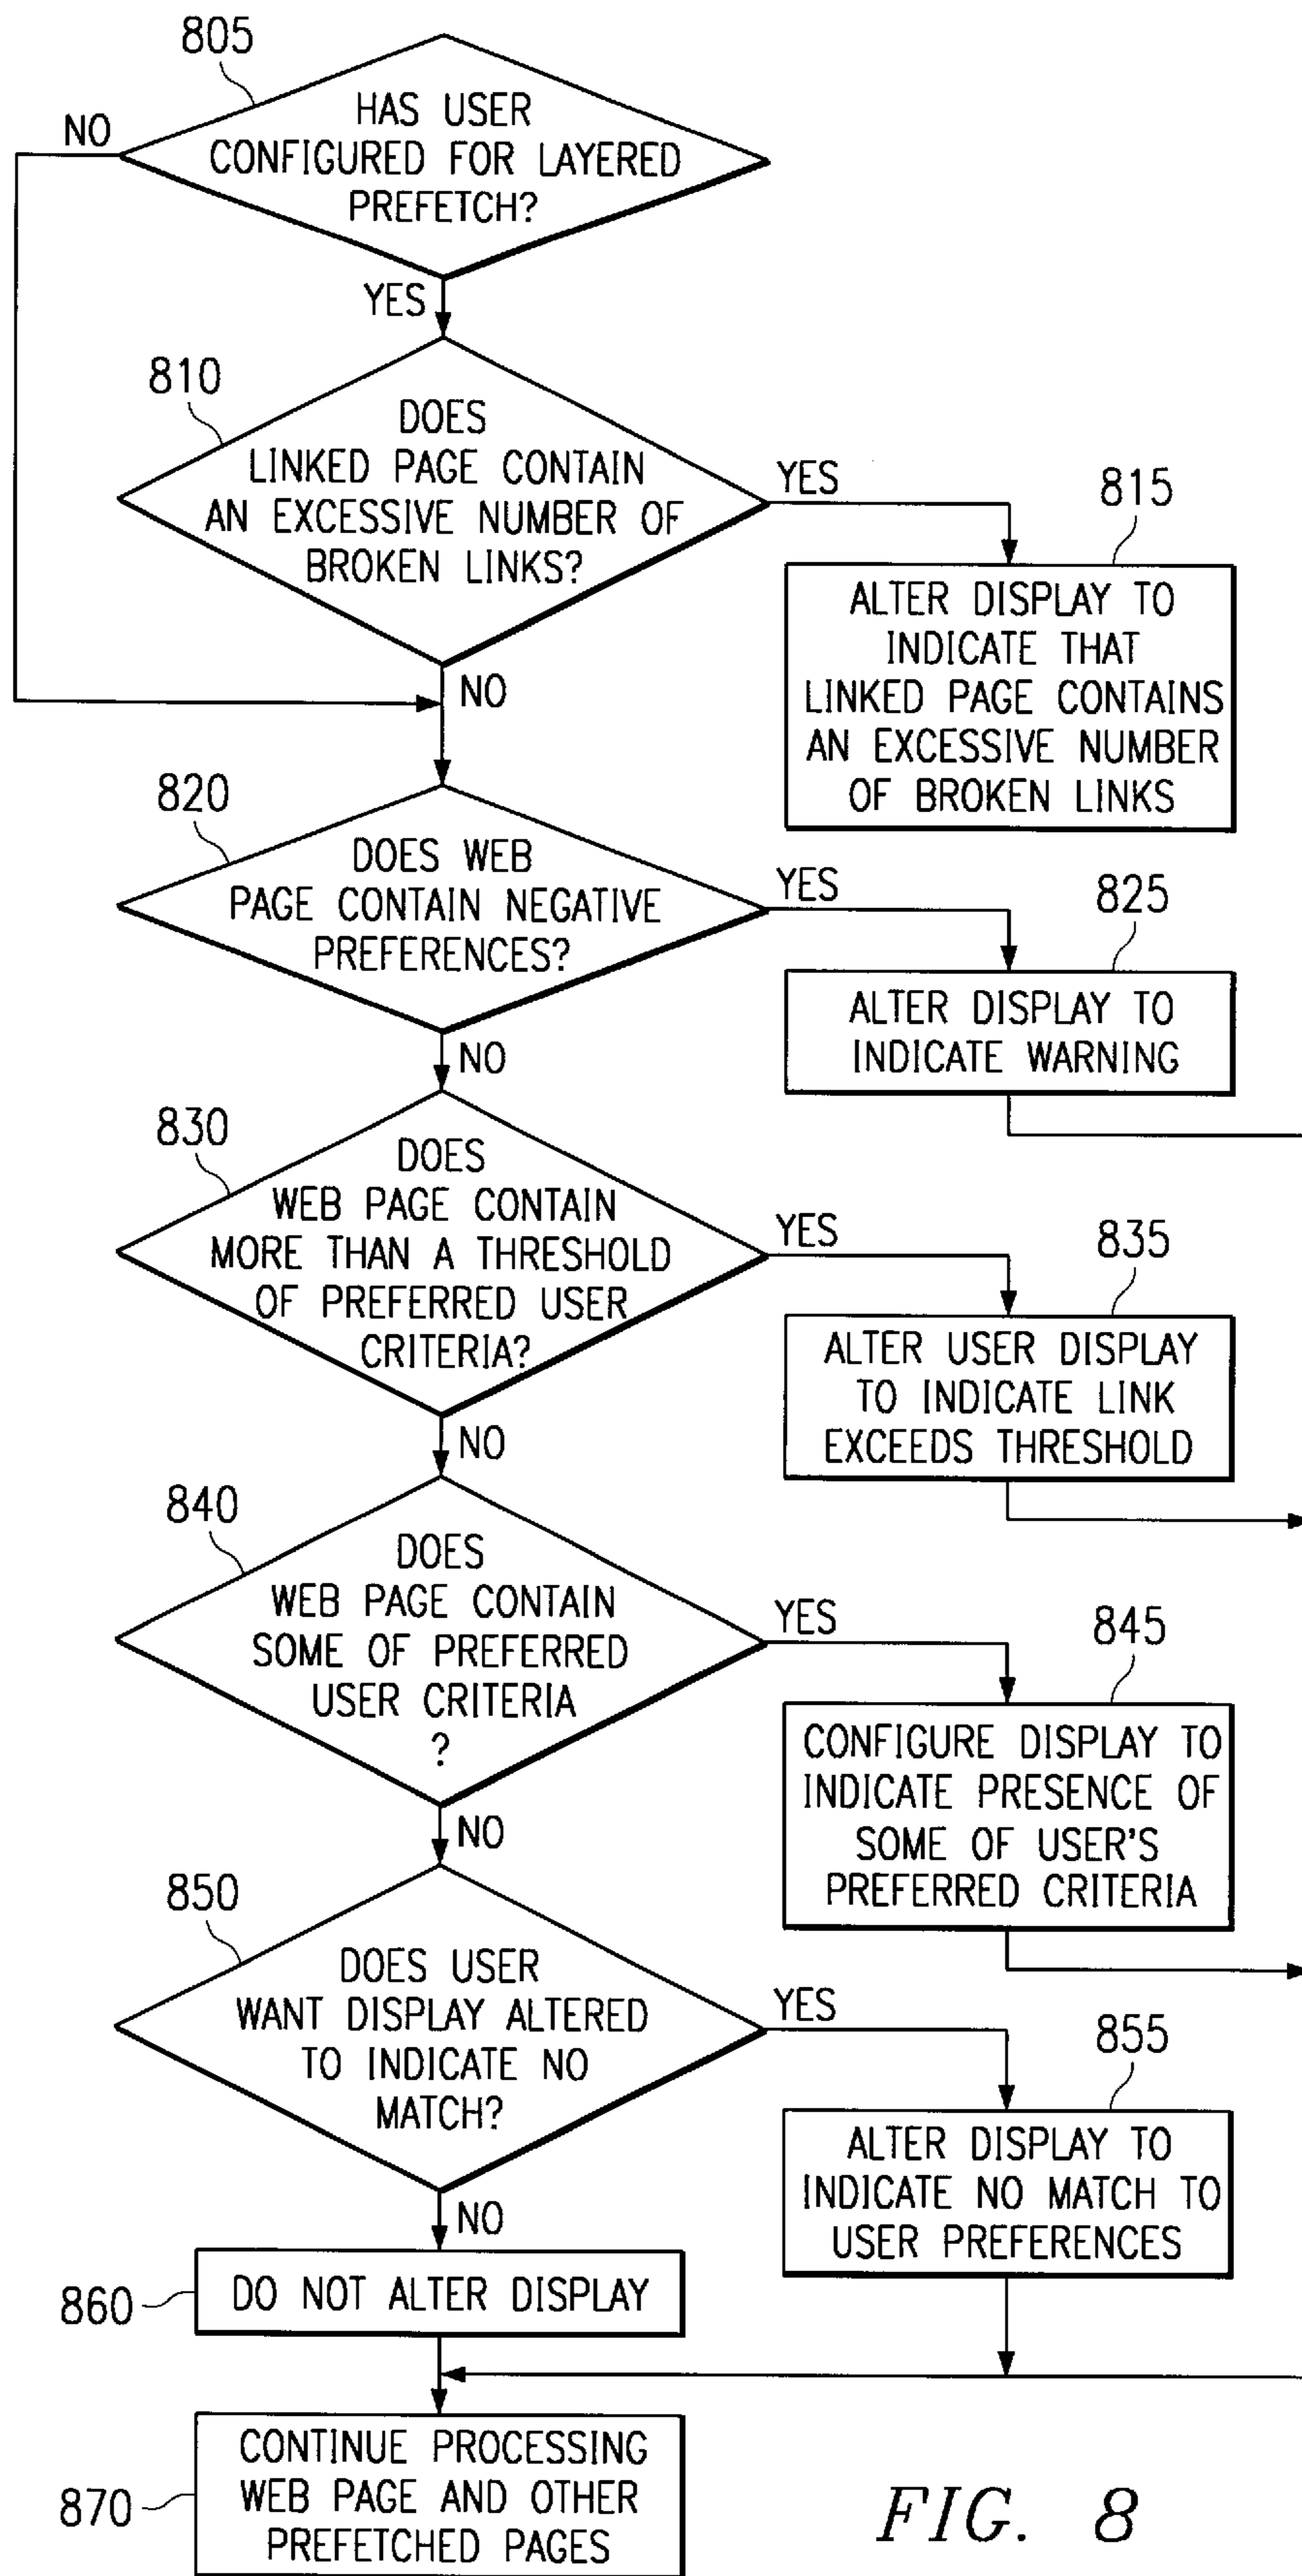 805
HAS USER
CONFIGURED FOR LAYERED
PREFETCH?
NO
YES
810
DOES
LINKED PAGE CONTAIN
AN EXCESSIVE NUMBER OF
BROKEN LINKS?
YES
NO
815
ALTER DISPLAY TO
INDICATE THAT
LINKED PAGE CONTAINS
AN EXCESSIVE NUMBER
OF BROKEN LINKS
820
DOES WEB
PAGE CONTAIN NEGATIVE
PREFERENCES?
YES
NO
825
ALTER DISPLAY TO
INDICATE WARNING
830
DOES
WEB PAGE CONTAIN
MORE THAN A THRESHOLD
OF PREFERRED USER
CRITERIA?
YES
NO
835
ALTER USER DISPLAY
TO INDICATE LINK
EXCEEDS THRESHOLD
840
DOES
WEB PAGE CONTAIN
SOME OF PREFERRED
USER CRITERIA
?
YES
NO
845
CONFIGURE DISPLAY TO
INDICATE PRESENCE OF
SOME OF USER'S
PREFERRED CRITERIA
850
DOES USER
WANT DISPLAY ALTERED
TO INDICATE NO
MATCH?
YES
NO
855
ALTER DISPLAY TO
INDICATE NO MATCH TO
USER PREFERENCES
860
DO NOT ALTER DISPLAY
870
CONTINUE PROCESSING
WEB PAGE AND OTHER
PREFETCHED PAGES
FIG. 8